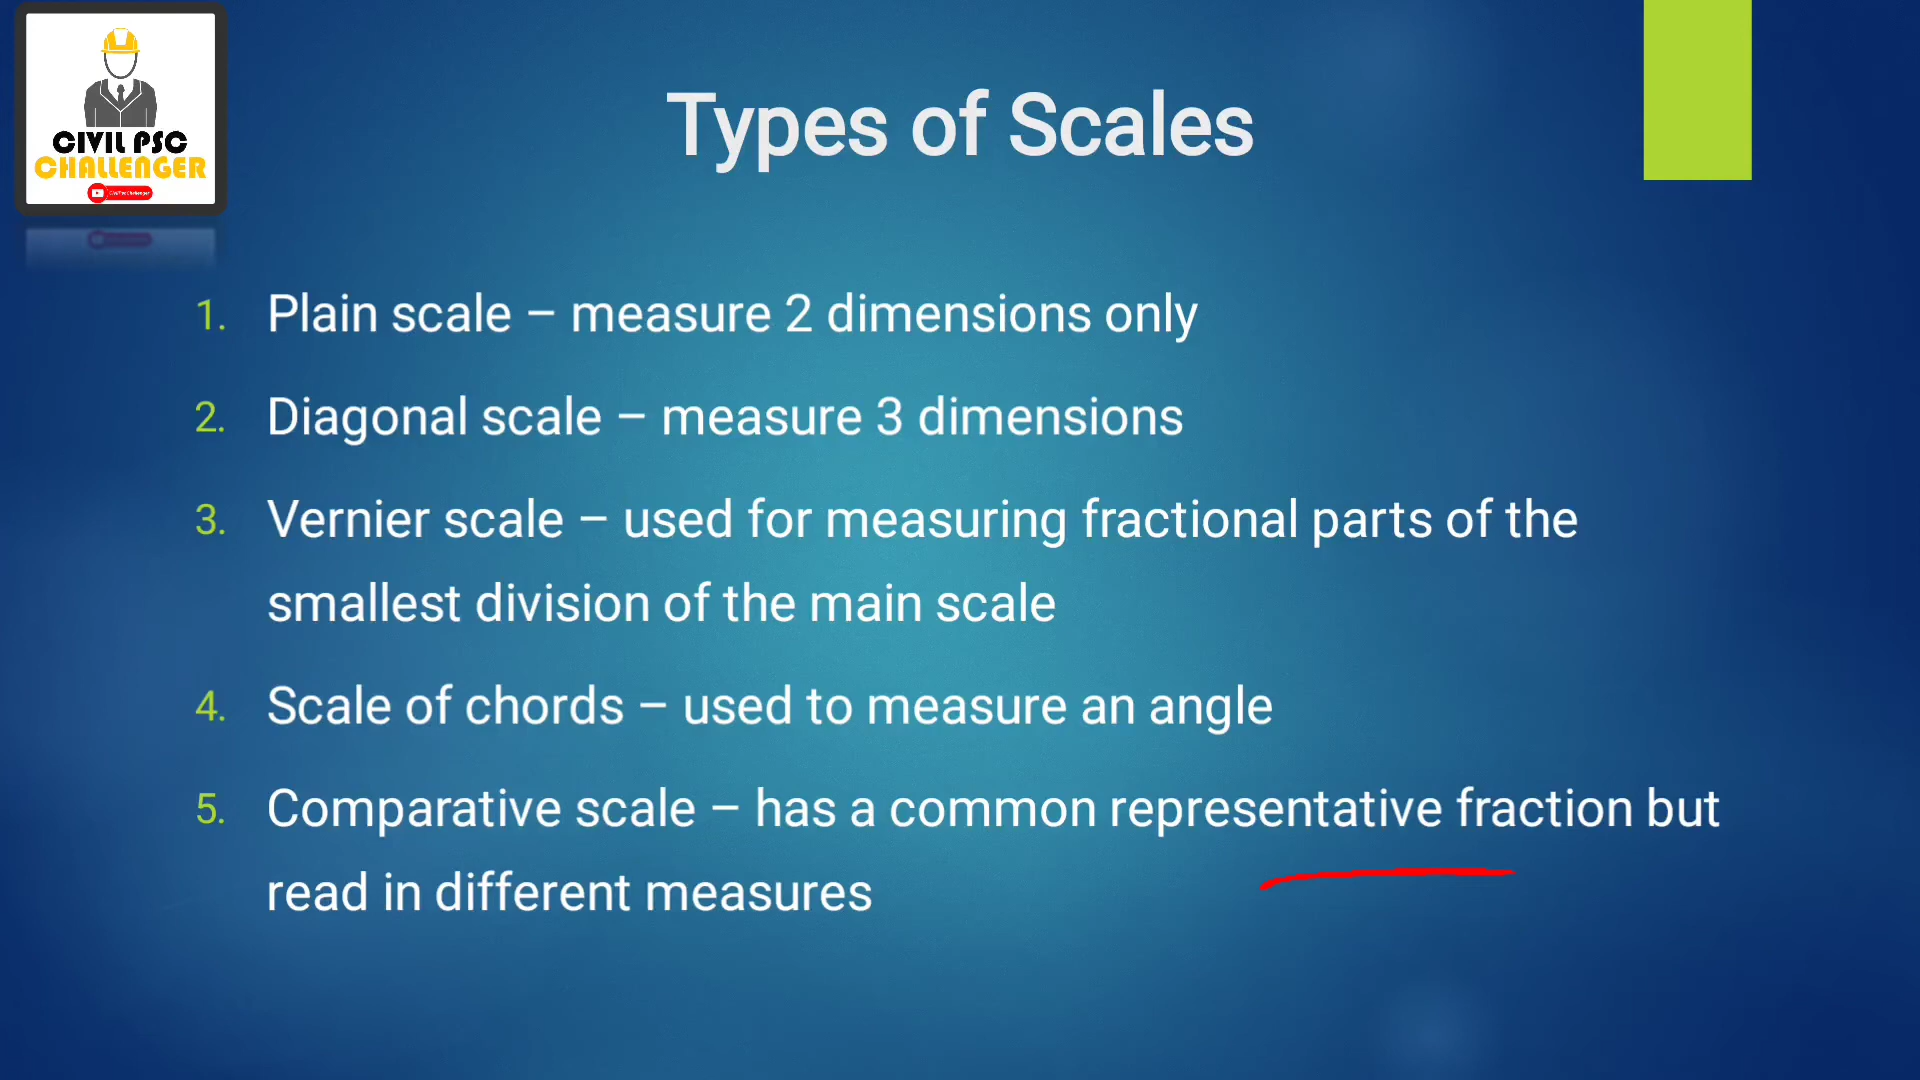 CIVIL PSC
CHALLENGER
Types of Scales
1. Plain scale – measure 2 dimensions only
2. Diagonal scale – measure 3 dimensions
3. Vernier scale – used for measuring fractional parts of the
smallest division of the main scale
4. Scale of chords – used to measure an angle
5. Comparative scale – has a common representative fraction but
read in different measures